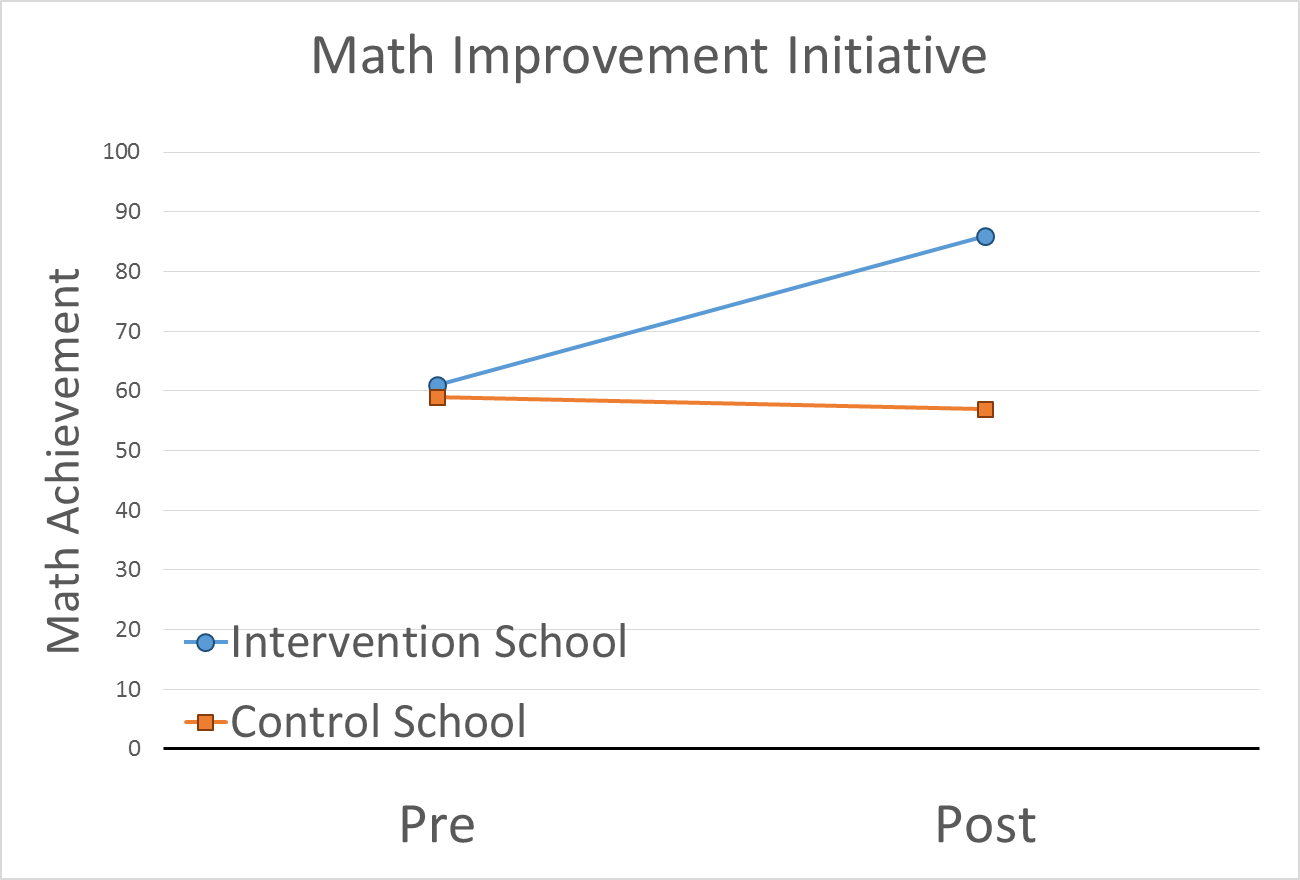 Math Improvement Initiative
Math Achievement
100
90
80
70
60
50
40
30
20
10
0
Intervention School
Control School
Pre
Post